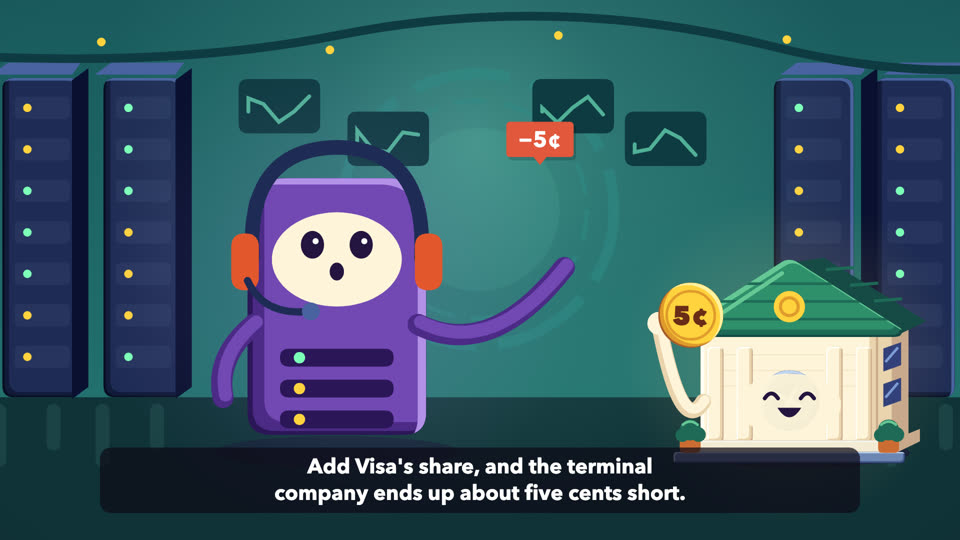 −5¢
5¢
Add Visa's share, and the terminal
company ends up about five cents short.